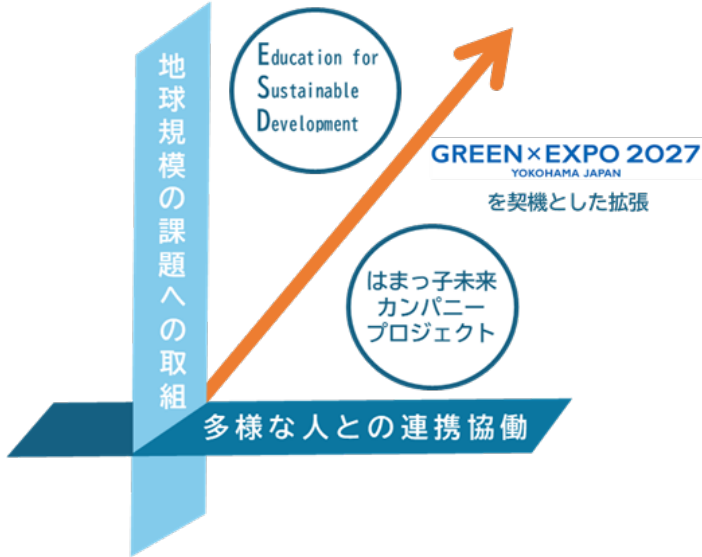 地球規模の課題への取組
Education for
Sustainable
Development
GREEN×EXPO 2027
YOKOHAMA JAPAN
を契機とした拡張
はまっ子未来
カンパニー
プロジェクト
多様な人との連携協働